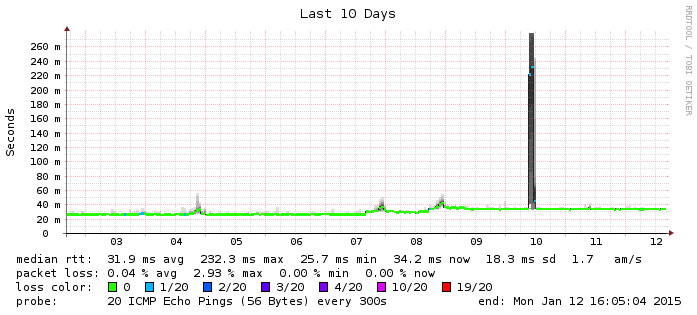 Last 10 Days
RRDTOOL / TOBI OETIKER
Seconds
260 m
240 m
220 m
200 m
180 m
160 m
140 m
120 m
100 m
80 m
60 m
40 m
20 m
0
03 04 05 06 07 08 09 10 11 12
median rtt: 31.9 ms avg 232.3 ms max 25.7 ms min 34.2 ms now 18.3 ms sd 1.7 am/s
packet loss: 0.04 % avg 2.93 % max 0.00 % min 0.00 % now
loss color: 0 1/20 2/20 3/20 4/20 10/20 19/20
probe: 20 ICMP Echo Pings (56 Bytes) every 300s end: Mon Jan 12 16:05:04 2015